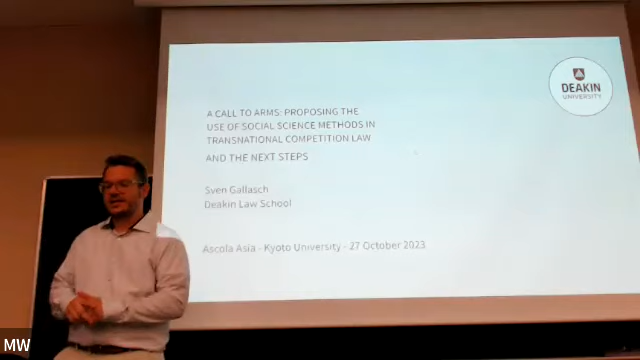 DEAKIN
UNIVERSITY
A CALL TO ARMS: PROPOSING THE
USE OF SOCIAL SCIENCE METHODS IN
TRANSNATIONAL COMPETITION LAW
AND THE NEXT STEPS
Sven Gallasch
Deakin Law School
Ascola Asia - Kyoto University - 27 October 2023
MW